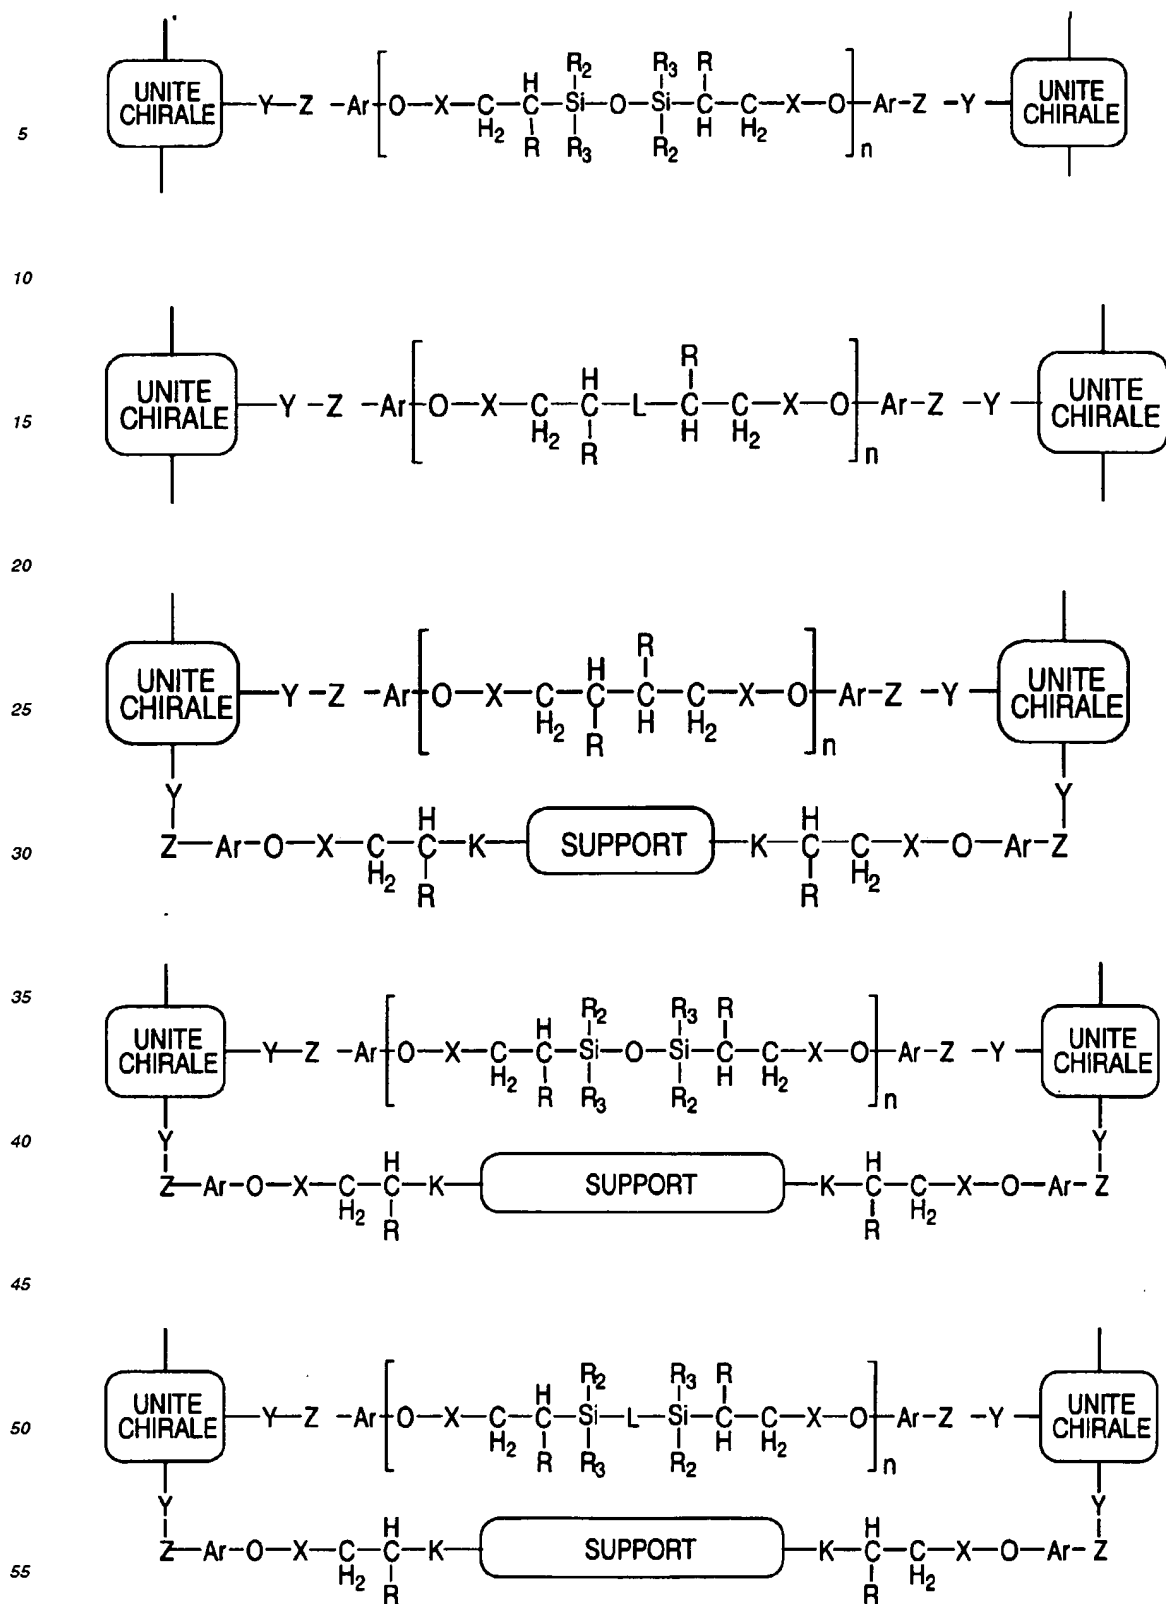 R₂ R₃ R
H
UNITE CHIRALE —Y—Z—Ar—[O—X—C—C—Si—O—Si—C—C—X—O]n—Ar—Z—Y— UNITE CHIRALE
5
H₂ R₃ R₂ H H₂
R
10
H R
UNITE CHIRALE —Y—Z—Ar—[O—X—C—C—L—C—C—X—O]n—Ar—Z—Y— UNITE CHIRALE
15
H₂ R H H₂
20
H R
UNITE CHIRALE —Y—Z—Ar—[O—X—C—C—C—C—X—O]n—Ar—Z—Y— UNITE CHIRALE
25
H₂ R H H₂
Y Y
H H
30
Z—Ar—O—X—C—C—K— SUPPORT —K—C—C—X—O—Ar—Z
H₂ R R H₂
35
R₂ R₃ R
H
UNITE CHIRALE —Y—Z—Ar—[O—X—C—C—Si—O—Si—C—C—X—O]n—Ar—Z—Y— UNITE CHIRALE
H₂ R R₃ R₂ H H₂
40
Y Y
H H
Z—Ar—O—X—C—C—K— SUPPORT —K—C—C—X—O—Ar—Z
H₂ R R H₂
45
R₂ R₃ R
H
UNITE CHIRALE —Y—Z—Ar—[O—X—C—C—Si—L—Si—C—C—X—O]n—Ar—Z—Y— UNITE CHIRALE
50
H₂ R R₃ R₂ H H₂
Y Y
H H
Z—Ar—O—X—C—C—K— SUPPORT —K—C—C—X—O—Ar—Z
55
H₂ R R H₂